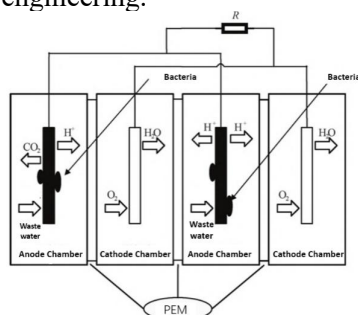 engineering.
R
Bacteria
Bacteria
H⁺
CO₂
H₂O
H⁺
H⁺
H₂O
O₂
O₂
Waste
water
Waste
water
Anode Chamber
Cathode Chamber
Anode Chamber
Cathode Chamber
PEM